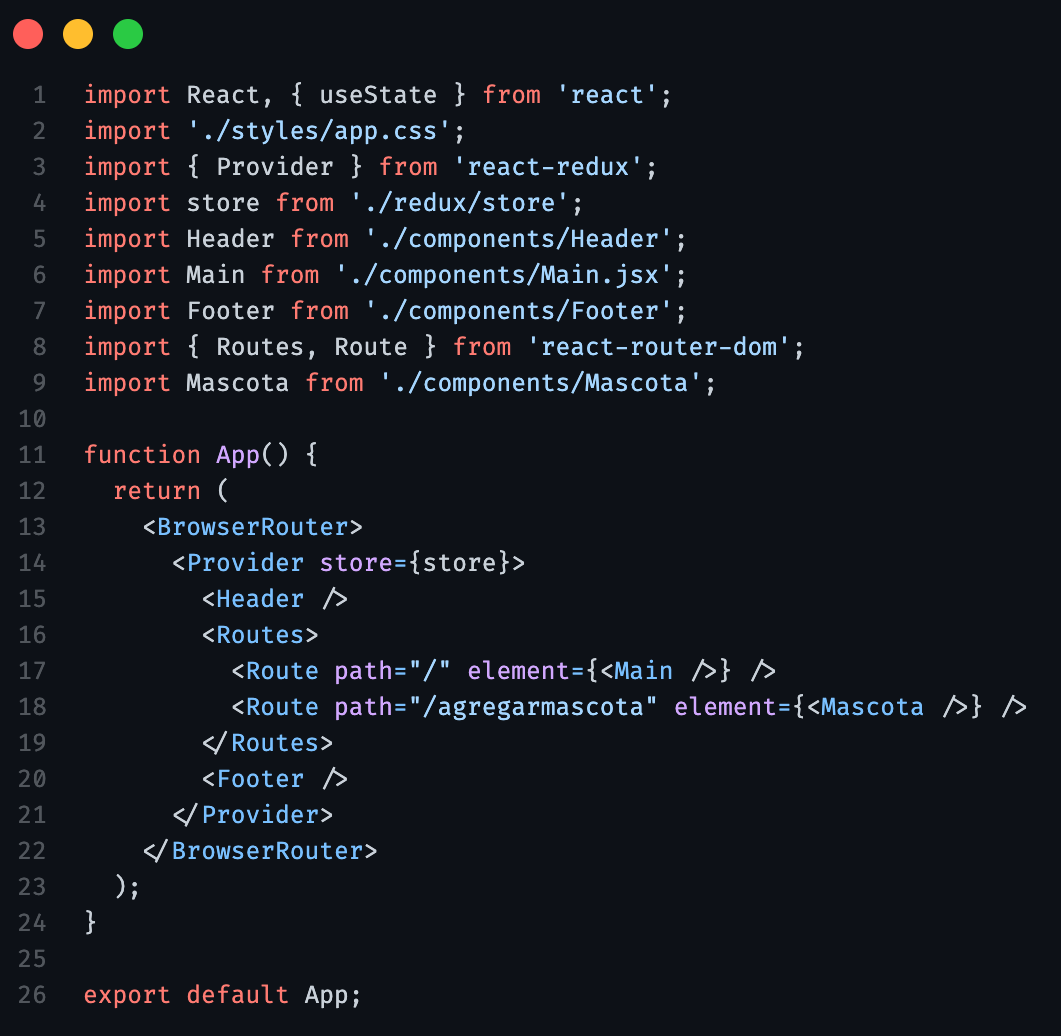 1 import React, { useState } from 'react';
2 import './styles/app.css';
3 import { Provider } from 'react-redux';
4 import store from './redux/store';
5 import Header from './components/Header';
6 import Main from './components/Main.jsx';
7 import Footer from './components/Footer';
8 import { Routes, Route } from 'react-router-dom';
9 import Mascota from './components/Mascota';
10
11 function App() {
12   return (
13     <BrowserRouter>
14       <Provider store={store}>
15         <Header />
16         <Routes>
17           <Route path="/" element={<Main />} />
18           <Route path="/agregarmascota" element={<Mascota />} />
19         </Routes>
20         <Footer />
21       </Provider>
22     </BrowserRouter>
23   );
24 }
25
26 export default App;